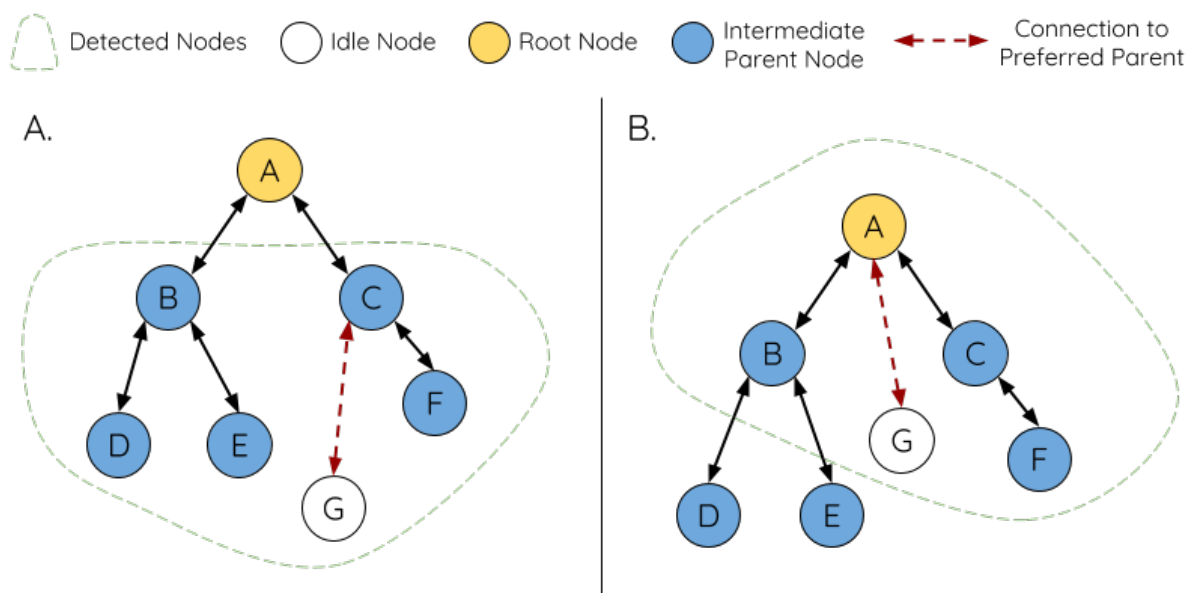 Detected Nodes
Idle Node
Root Node
Intermediate
Parent Node
Connection to
Preferred Parent
A.
A
B
C
D
E
F
G
B.
A
B
C
G
F
D
E